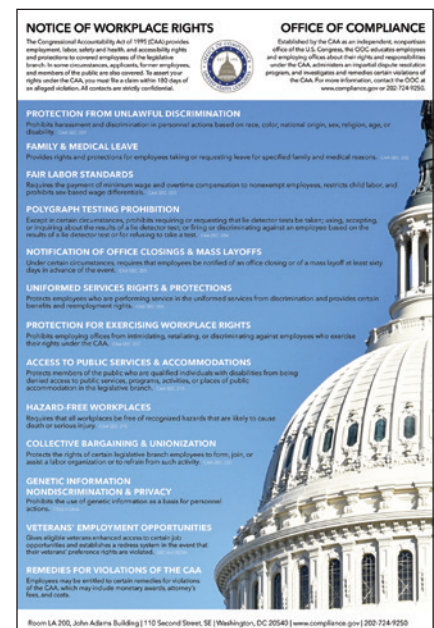 NOTICE OF WORKPLACE RIGHTS
The Congressional Accountability Act of 1995 (CAA) provides
employment, labor, safety and health, and accessibility rights
and protections to covered employees of the legislative
branch. In some circumstances, applicants, former employees,
and members of the public are also covered. To assert your
rights under the CAA, you must file a claim within 180 days of
an alleged violation. All contacts are strictly confidential.
OFFICE OF COMPLIANCE
Established by the CAA as an independent, nonpartisan
office of the U.S. Congress, the OOC educates employees
and employing offices about their rights and responsibilities
under the CAA, administers an impartial dispute resolution
program, and investigates and remedies certain violations of
the CAA. For more information, contact the OOC at
www.compliance.gov or 202-724-9250.
PROTECTION FROM UNLAWFUL DISCRIMINATION
Prohibits harassment and discrimination in personnel actions based on race, color, national origin, sex, religion, age, or
disability.
FAMILY & MEDICAL LEAVE
Provides rights and protections for employees taking or requesting leave for specified family and medical reasons.
FAIR LABOR STANDARDS
Requires the payment of minimum wage and overtime compensation to nonexempt employees, restricts child labor, and
prohibits sex-based wage differentials.
POLYGRAPH TESTING PROHIBITION
Except in certain circumstances, prohibits requiring or requesting that lie detector tests be taken; using, accepting,
or inquiring about the results of a lie detector test; or firing or discriminating against an employee based on the
results of a lie detector test or for refusing to take a test.
NOTIFICATION OF OFFICE CLOSINGS & MASS LAYOFFS
Under certain circumstances, requires that employees be notified of an office closing or of a mass layoff at least sixty
days in advance of the event.
UNIFORMED SERVICES RIGHTS & PROTECTIONS
Protects employees who are performing service in the uniformed services from discrimination and provides certain
benefits and reemployment rights.
PROTECTION FOR EXERCISING WORKPLACE RIGHTS
Prohibits employing offices from intimidating, retaliating, or discriminating against employees who exercise
their rights under the CAA.
ACCESS TO PUBLIC SERVICES & ACCOMMODATIONS
Protects members of the public who are qualified individuals with disabilities from being
denied access to public services, programs, activities, or places of public
accommodation in the legislative branch.
HAZARD-FREE WORKPLACES
Requires that all workplaces be free of recognized hazards that are likely to cause
death or serious injury.
COLLECTIVE BARGAINING & UNIONIZATION
Protects the rights of certain legislative branch employees to form, join, or
assist a labor organization or to refrain from such activity.
GENETIC INFORMATION
NONDISCRIMINATION & PRIVACY
Prohibits the use of genetic information as a basis for personnel
actions.
VETERANS' EMPLOYMENT OPPORTUNITIES
Gives eligible veterans enhanced access to certain job
opportunities and establishes a redress system in the event that
their veterans' preference rights are violated.
REMEDIES FOR VIOLATIONS OF THE CAA
Employees may be entitled to certain remedies for violations
of the CAA, which may include monetary awards, attorney's
fees, and costs.
Room LA 200, John Adams Building | 110 Second Street, SE | Washington, DC 20540 | www.compliance.gov | 202-724-9250